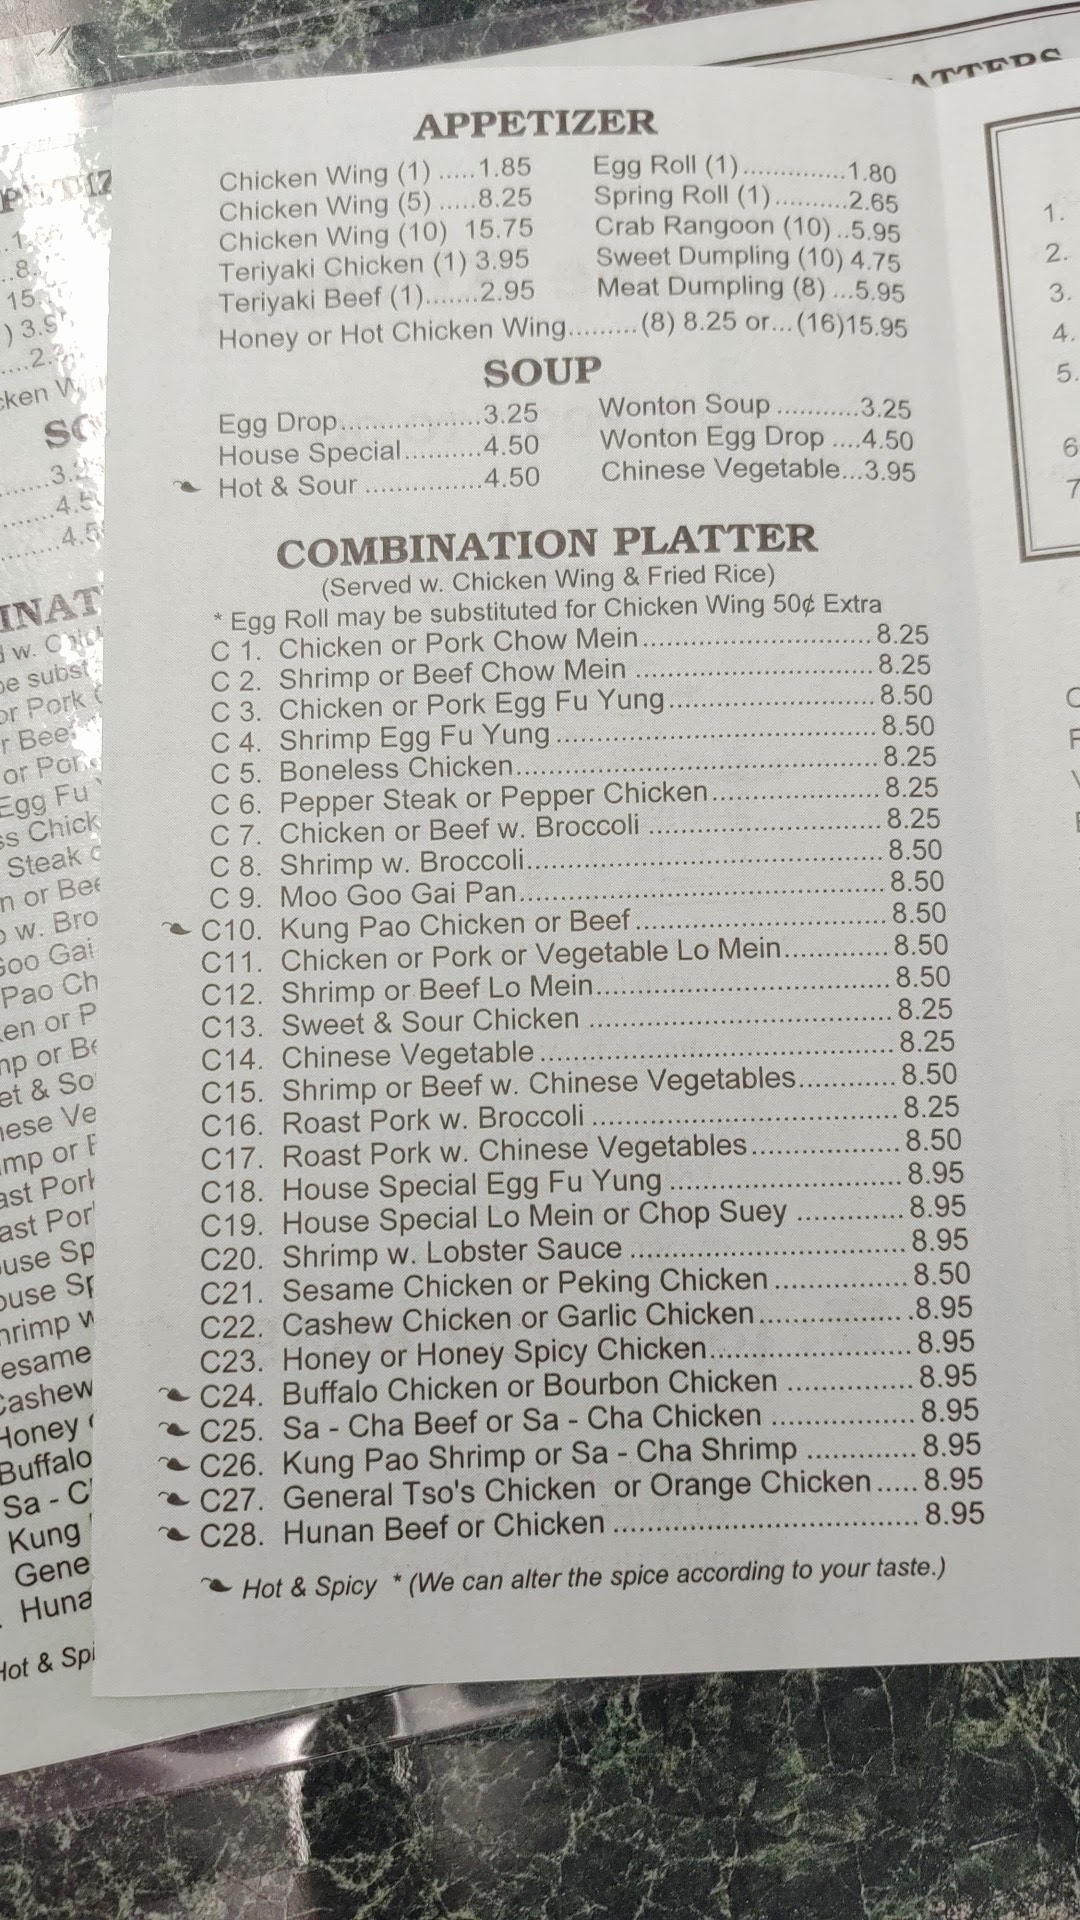 ATTERS
APPETIZER
Chicken Wing (1) .....1.85
Chicken Wing (5) .....8.25
Chicken Wing (10) 15.75
Teriyaki Chicken (1) 3.95
Teriyaki Beef (1).......2.95
Egg Roll (1)...............1.80
Spring Roll (1)..........2.65
Crab Rangoon (10) ..5.95
Sweet Dumpling (10) 4.75
Meat Dumpling (8) ...5.95
Honey or Hot Chicken Wing.........(8) 8.25 or...(16)15.95
SOUP
Egg Drop...................3.25
House Special..........4.50
Hot & Sour ...............4.50
Wonton Soup ...........3.25
Wonton Egg Drop ....4.50
Chinese Vegetable...3.95
COMBINATION PLATTER
(Served w. Chicken Wing & Fried Rice)
* Egg Roll may be substituted for Chicken Wing 50¢ Extra
C 1. Chicken or Pork Chow Mein.............................8.25
C 2. Shrimp or Beef Chow Mein ..............................8.25
C 3. Chicken or Pork Egg Fu Yung..........................8.50
C 4. Shrimp Egg Fu Yung........................................8.50
C 5. Boneless Chicken.............................................8.25
C 6. Pepper Steak or Pepper Chicken.....................8.25
C 7. Chicken or Beef w. Broccoli .............................8.25
C 8. Shrimp w. Broccoli............................................8.50
C 9. Moo Goo Gai Pan.............................................8.50
C10. Kung Pao Chicken or Beef...............................8.50
C11. Chicken or Pork or Vegetable Lo Mein.............8.50
C12. Shrimp or Beef Lo Mein....................................8.50
C13. Sweet & Sour Chicken .....................................8.25
C14. Chinese Vegetable...........................................8.25
C15. Shrimp or Beef w. Chinese Vegetables............8.50
C16. Roast Pork w. Broccoli .....................................8.25
C17. Roast Pork w. Chinese Vegetables..................8.50
C18. House Special Egg Fu Yung.............................8.95
C19. House Special Lo Mein or Chop Suey .............8.95
C20. Shrimp w. Lobster Sauce .................................8.95
C21. Sesame Chicken or Peking Chicken................8.50
C22. Cashew Chicken or Garlic Chicken..................8.95
C23. Honey or Honey Spicy Chicken........................8.95
C24. Buffalo Chicken or Bourbon Chicken ...............8.95
C25. Sa - Cha Beef or Sa - Cha Chicken .................8.95
C26. Kung Pao Shrimp or Sa - Cha Shrimp .............8.95
C27. General Tso's Chicken or Orange Chicken.....8.95
C28. Hunan Beef or Chicken ....................................8.95
Hot & Spicy * (We can alter the spice according to your taste.)
1.
2.
3.
4.
5.
6
7